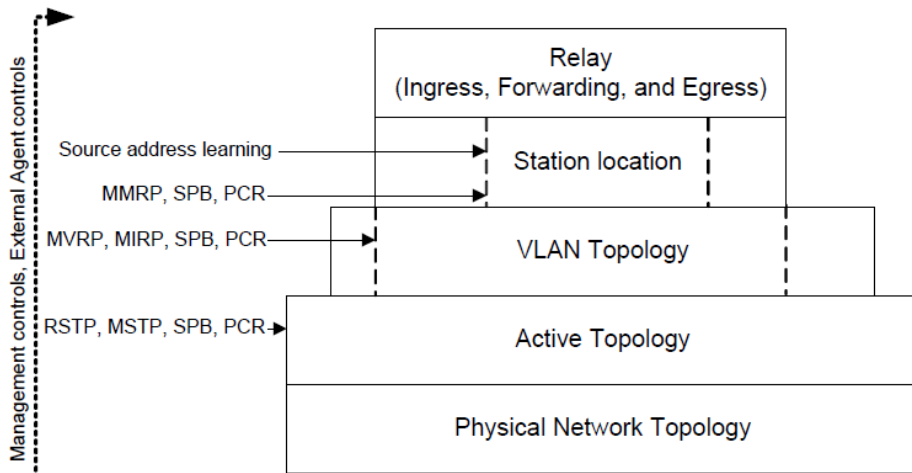 Management controls, External Agent controls
Relay
(Ingress, Forwarding, and Egress)
Source address learning
Station location
MMRP, SPB, PCR
MVRP, MIRP, SPB, PCR
VLAN Topology
RSTP, MSTP, SPB, PCR
Active Topology
Physical Network Topology